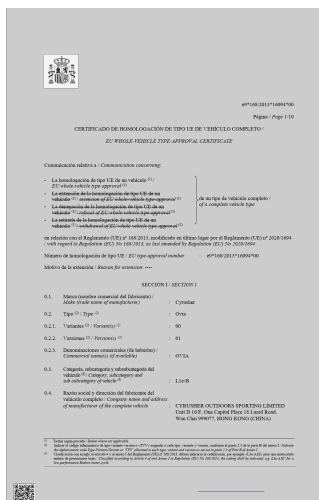 e9*168/2013*16094*00
Página / Page 1/10
CERTIFICADO DE HOMOLOGACIÓN DE TIPO UE DE VEHÍCULO COMPLETO /
EU WHOLE-VEHICLE TYPE-APPROVAL CERTIFICATE
Comunicación relativa a / Communication concerning:
- La homologación de tipo UE de un vehículo (1) /
EU whole-vehicle type-approval (1)
- La extensión de la homologación de tipo UE de un
vehículo (1) / extension of EU whole-vehicle type-approval (1)
- La denegación de la homologación de tipo UE de un
vehículo (1) / refusal of EU whole-vehicle type-approval (1)
- La retirada de la homologación de tipo UE de un
vehículo (1) / withdrawal of EU whole-vehicle type-approval (1)
de un tipo de vehículo completo /
of a complete vehicle type
en relación con el Reglamento (UE) nº 168/2013, modificado en último lugar por el Reglamento (UE) nº 2020/1694
/ with regard to Regulation (EU) No 168/2013, as last amended by Regulation (EU) No 2020/1694
Número de homologación de tipo UE / EU type-approval number : e9*168/2013*16094*00
Motivo de la extensión / Reason for extension: ----
SECCIÓN I / SECTION I
0.1. Marca (nombre comercial del fabricante) /
Make (trade name of manufacturer) : Cyrusher
0.2. Tipo (2) / Type (2) : Ovia
0.2.1. Variantes (2) / Version(s) (2) : 00
0.2.2. Versiones (2) / Version(s) (2) : 01
0.2.3. Denominaciones comerciales (de haberlas) /
Commercial name(s) (if available) : OVIA
0.3. Categoría, subcategoría y subsubcategoría del
vehículo (3) / Category, subcategory and
sub-subcategory of vehicle (3) : L1e-B
0.4. Razón social y dirección del fabricante del
vehículo completo / Company name and address
of manufacturer of the complete vehicle : CYRUSHER OUTDOORS SPORTING LIMITED
Unit D 16/F, One Capital Place 18 Luard Road,
Wan Chai 999077, HONG KONG (CHINA)